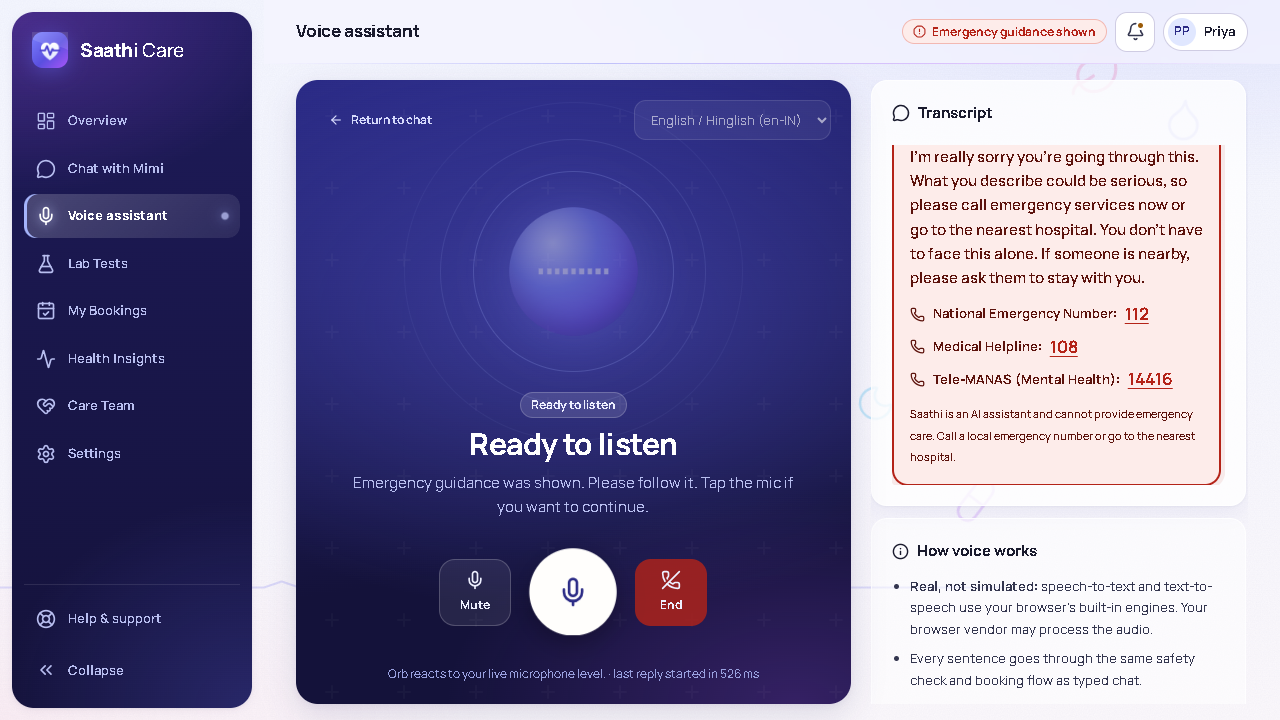 Saathi Care
Overview
Chat with Mimi
Voice assistant
Lab Tests
My Bookings
Health Insights
Care Team
Settings
Help & support
Collapse
Voice assistant
Emergency guidance shown
PP
Priya
Return to chat
English / Hinglish (en-IN)
Ready to listen
Ready to listen
Emergency guidance was shown. Please follow it. Tap the mic if
you want to continue.
Mute
End
Orb reacts to your live microphone level. · last reply started in 526 ms
Transcript
I'm really sorry you're going through this.
What you describe could be serious, so
please call emergency services now or
go to the nearest hospital. You don't have
to face this alone. If someone is nearby,
please ask them to stay with you.
National Emergency Number: 112
Medical Helpline: 108
Tele-MANAS (Mental Health): 14416
Saathi is an AI assistant and cannot provide emergency
care. Call a local emergency number or go to the nearest
hospital.
How voice works
Real, not simulated: speech-to-text and text-to-
speech use your browser's built-in engines. Your
browser vendor may process the audio.
Every sentence goes through the same safety
check and booking flow as typed chat.